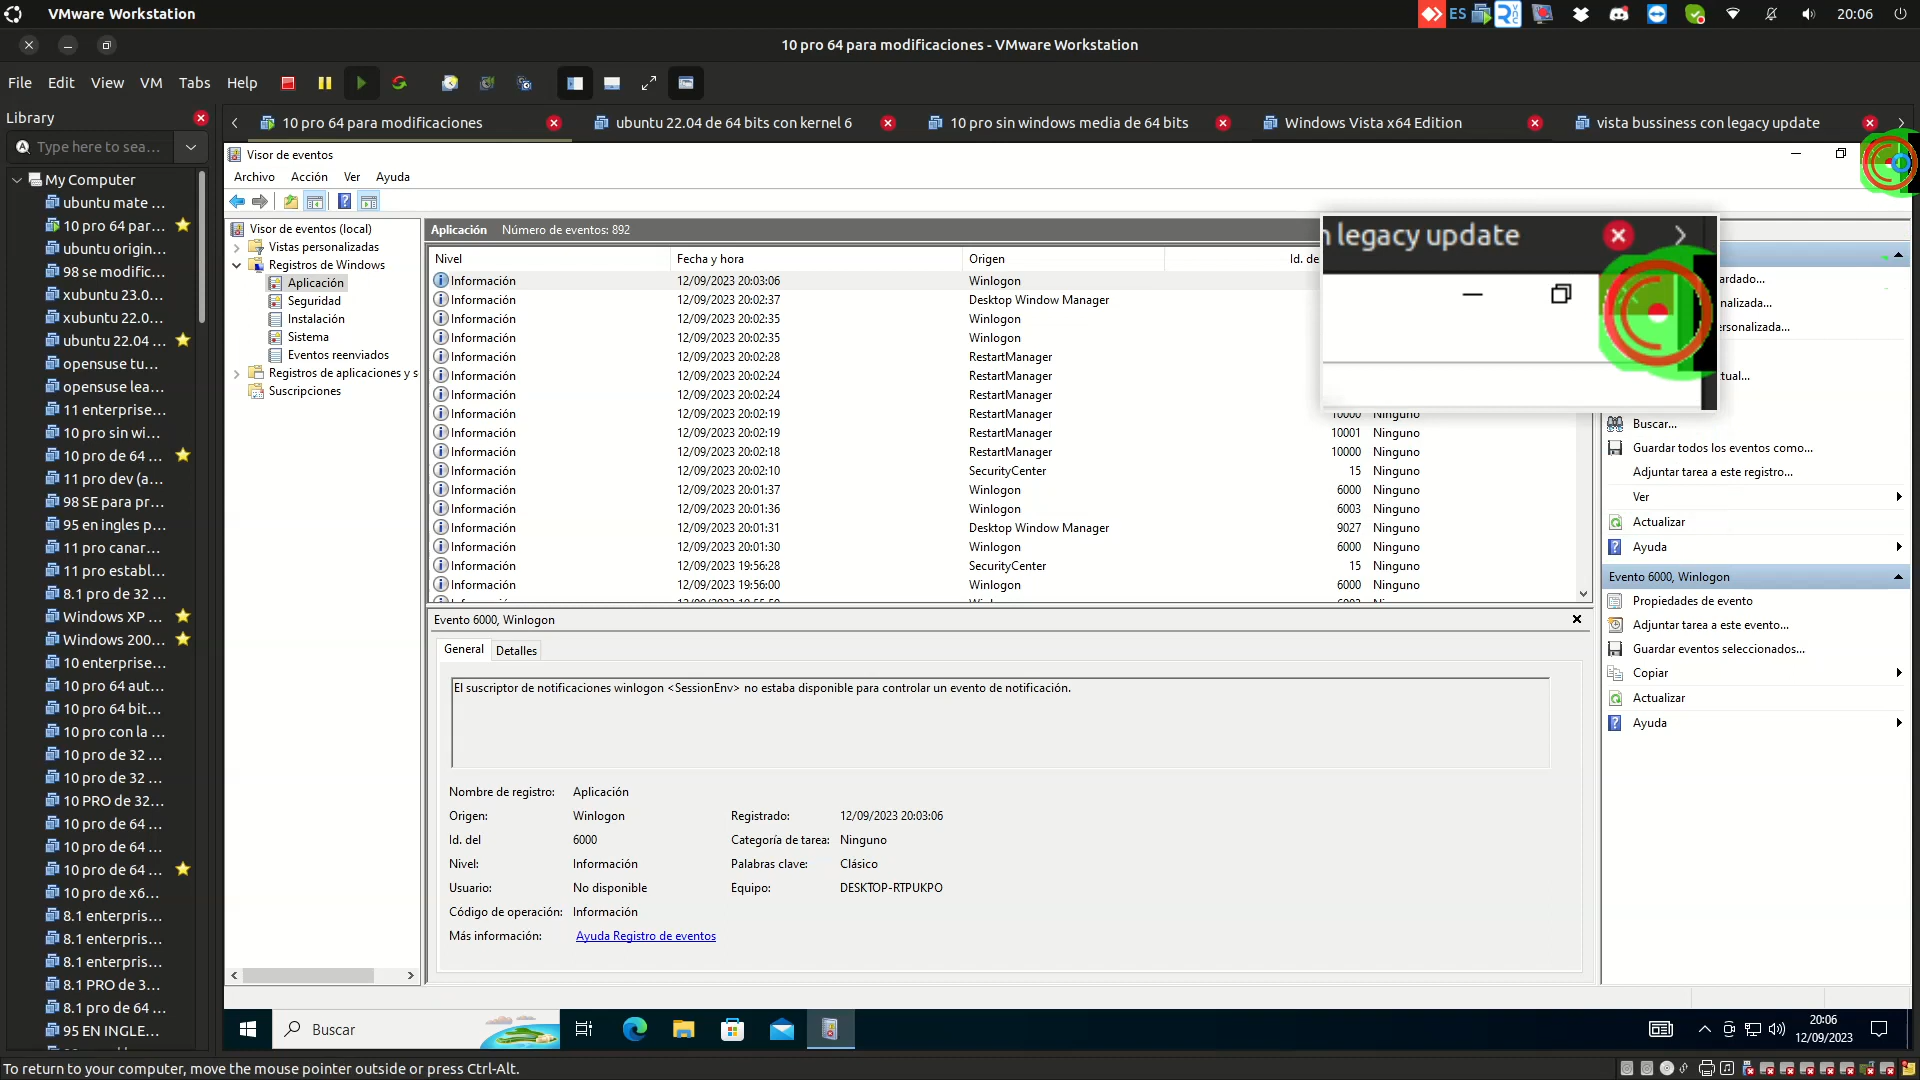 VMware Workstation
ES
20:06
10 pro 64 para modificaciones - VMware Workstation
File Edit View VM Tabs Help
Library
Type here to sea...
10 pro 64 para modificaciones
ubuntu 22.04 de 64 bits con kernel 6
10 pro sin windows media de 64 bits
Windows Vista x64 Edition
vista bussiness con legacy update
My Computer
ubuntu mate ...
10 pro 64 par...
ubuntu origin...
98 se modific...
xubuntu 23.0...
xubuntu 22.0...
ubuntu 22.04 ...
opensuse tu...
opensuse lea...
11 enterprise...
10 pro sin wi...
10 pro de 64 ...
11 pro dev (a...
98 SE para pr...
95 en ingles p...
11 pro canar...
11 pro establ...
8.1 pro de 32 ...
Windows XP ...
Windows 200...
10 enterprise...
10 pro 64 aut...
10 pro 64 bit...
10 pro con la ...
10 pro de 32 ...
10 pro de 32 ...
10 PRO de 32...
10 pro de 64 ...
10 pro de 64 ...
10 pro de 64 ...
10 pro de x6...
8.1 enterpris...
8.1 enterpris...
8.1 enterpris...
8.1 PRO de 3...
8.1 pro de 64 ...
95 EN INGLE...
Visor de eventos
Archivo Acción Ver Ayuda
Visor de eventos (local)
Vistas personalizadas
Registros de Windows
Aplicación
Seguridad
Instalación
Sistema
Eventos reenviados
Registros de aplicaciones y s
Suscripciones
Aplicación Número de eventos: 892
Nivel Fecha y hora Origen Id. de
Información 12/09/2023 20:03:06 Winlogon
Información 12/09/2023 20:02:37 Desktop Window Manager
Información 12/09/2023 20:02:35 Winlogon
Información 12/09/2023 20:02:35 Winlogon
Información 12/09/2023 20:02:28 RestartManager
Información 12/09/2023 20:02:24 RestartManager
Información 12/09/2023 20:02:24 RestartManager
Información 12/09/2023 20:02:19 RestartManager 10000 Ninguno
Información 12/09/2023 20:02:19 RestartManager 10001 Ninguno
Información 12/09/2023 20:02:18 RestartManager 10000 Ninguno
Información 12/09/2023 20:02:10 SecurityCenter 15 Ninguno
Información 12/09/2023 20:01:37 Winlogon 6000 Ninguno
Información 12/09/2023 20:01:36 Winlogon 6003 Ninguno
Información 12/09/2023 20:01:31 Desktop Window Manager 9027 Ninguno
Información 12/09/2023 20:01:30 Winlogon 6000 Ninguno
Información 12/09/2023 19:56:28 SecurityCenter 15 Ninguno
Información 12/09/2023 19:56:00 Winlogon 6000 Ninguno
legacy update
ardado...
nalizada...
ersonalizada...
tual...
Buscar...
Guardar todos los eventos como...
Adjuntar tarea a este registro...
Ver
Actualizar
Ayuda
Evento 6000, Winlogon
Propiedades de evento
Adjuntar tarea a este evento...
Guardar eventos seleccionados...
Copiar
Actualizar
Ayuda
Evento 6000, Winlogon
General Detalles
El suscriptor de notificaciones winlogon <SessionEnv> no estaba disponible para controlar un evento de notificación.
Nombre de registro: Aplicación
Origen: Winlogon Registrado: 12/09/2023 20:03:06
Id. del 6000 Categoría de tarea: Ninguno
Nivel: Información Palabras clave: Clásico
Usuario: No disponible Equipo: DESKTOP-RTPUKPO
Código de operación: Información
Más información: Ayuda Registro de eventos
Buscar
20:06
12/09/2023
To return to your computer, move the mouse pointer outside or press Ctrl-Alt.